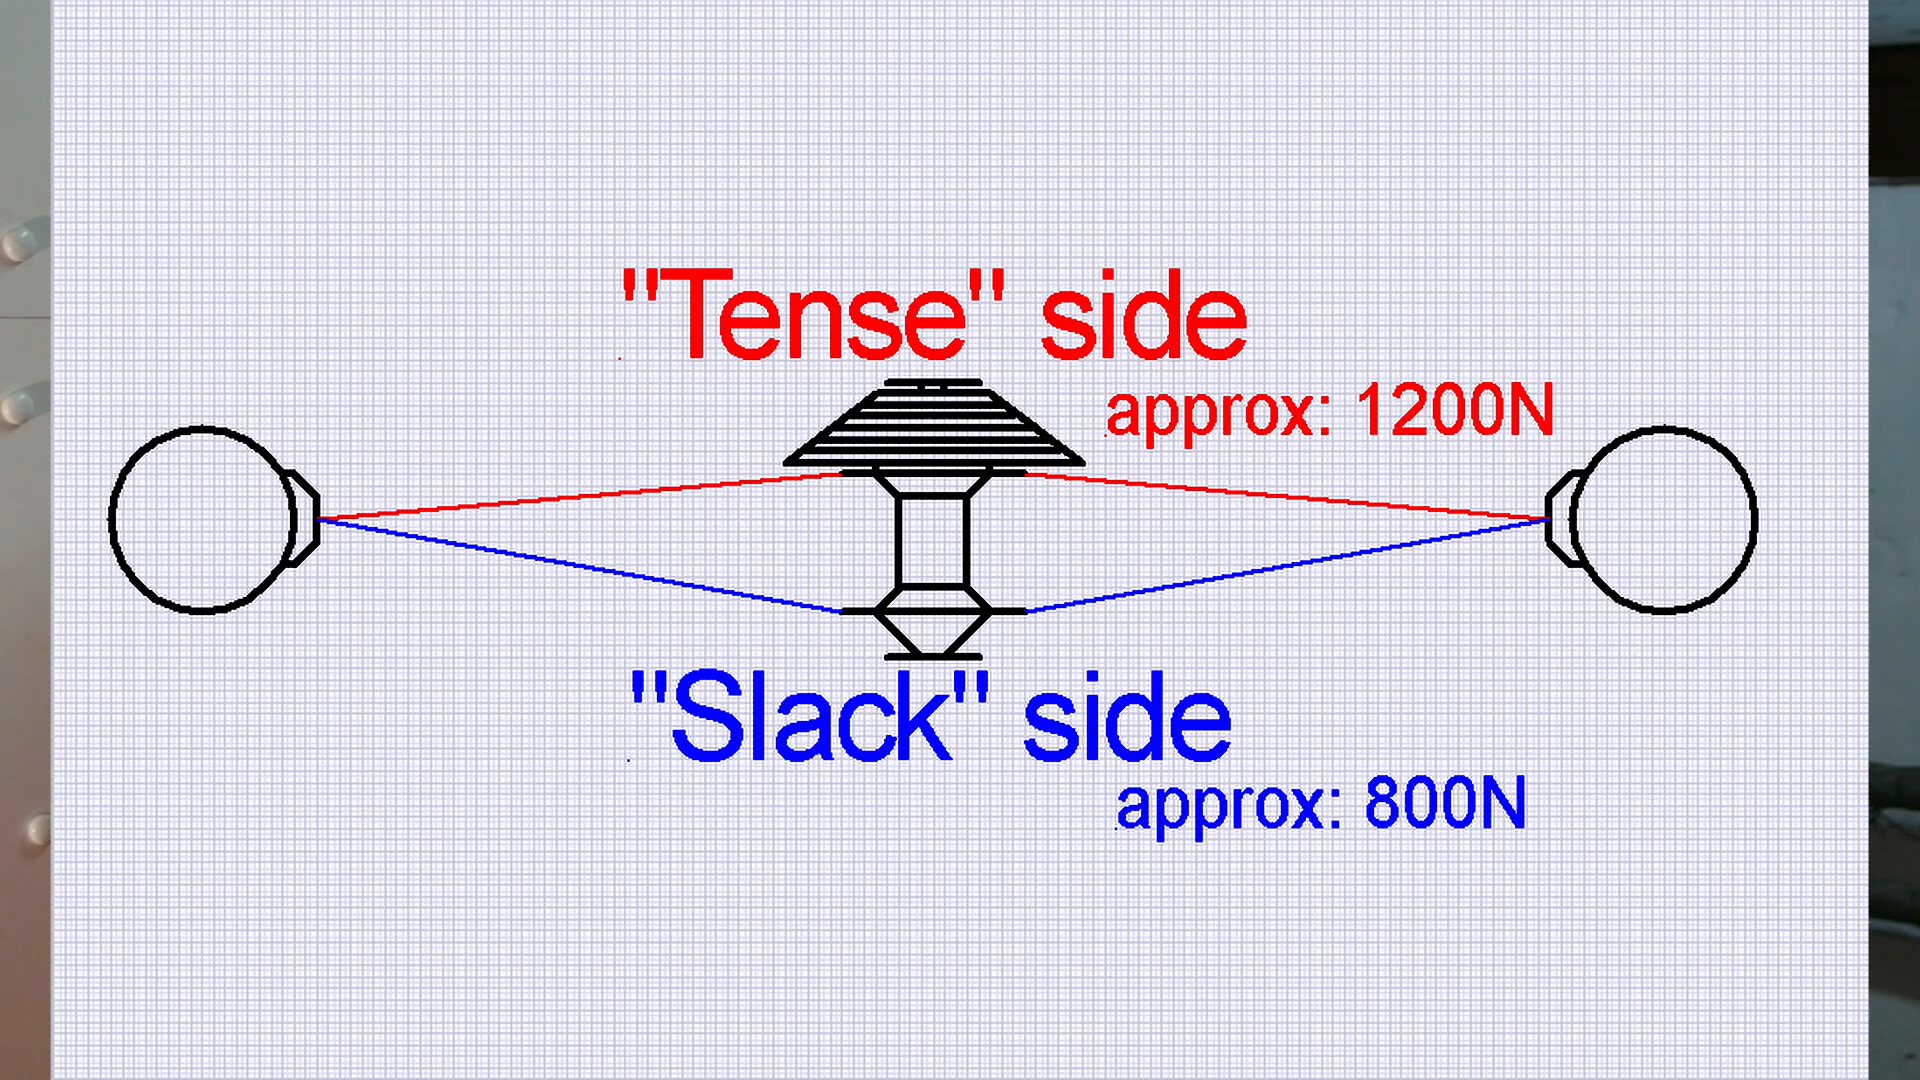 "Tense" side
approx: 1200N
"Slack" side
approx: 800N